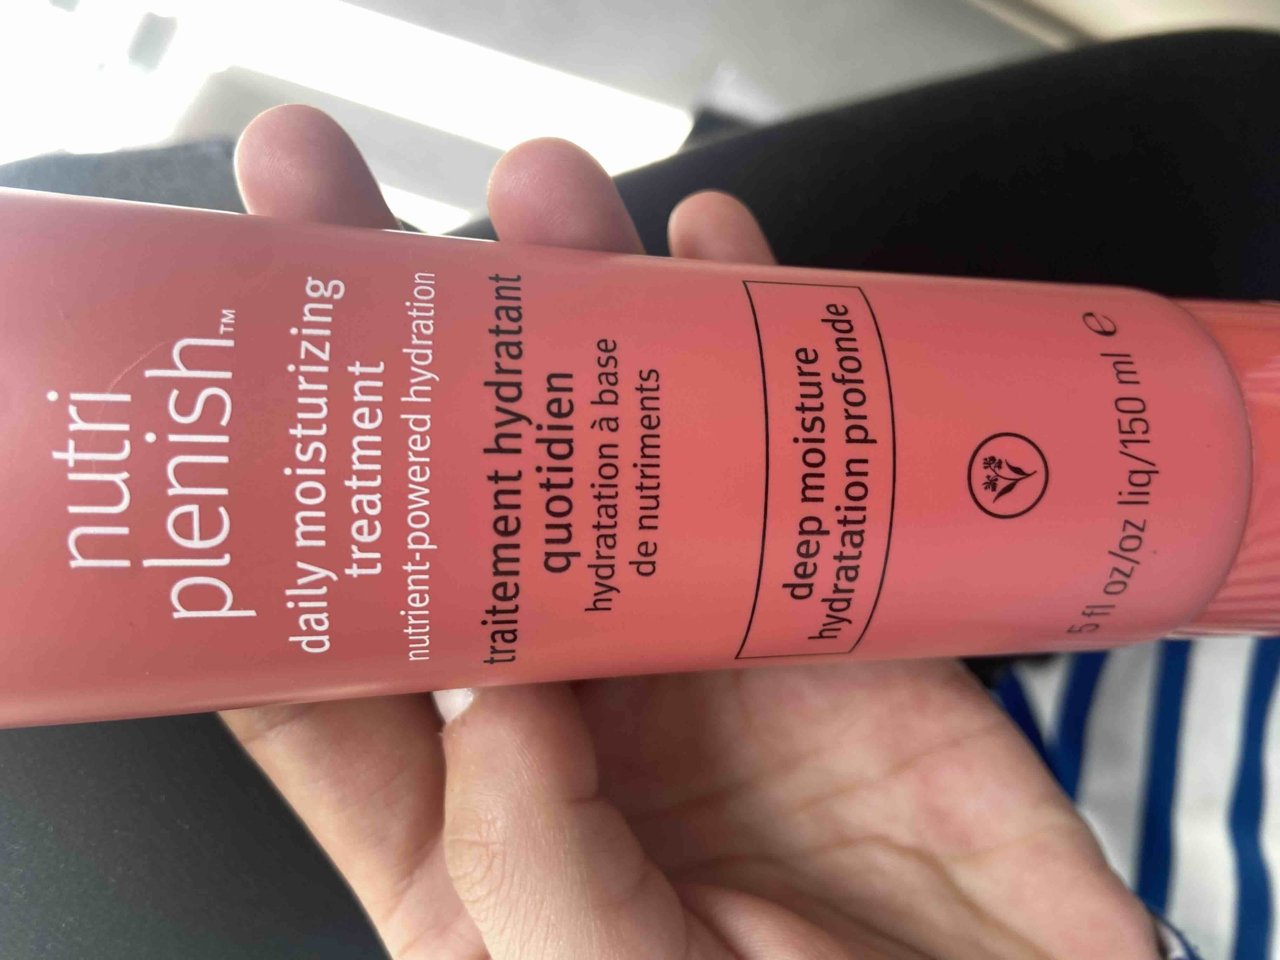 nutri
plenish™
daily moisturizing
treatment
nutrient-powered hydration
traitement hydratant
quotidien
hydratation à base
de nutriments
deep moisture
hydratation profonde
5 fl oz/oz liq/150 ml ℮